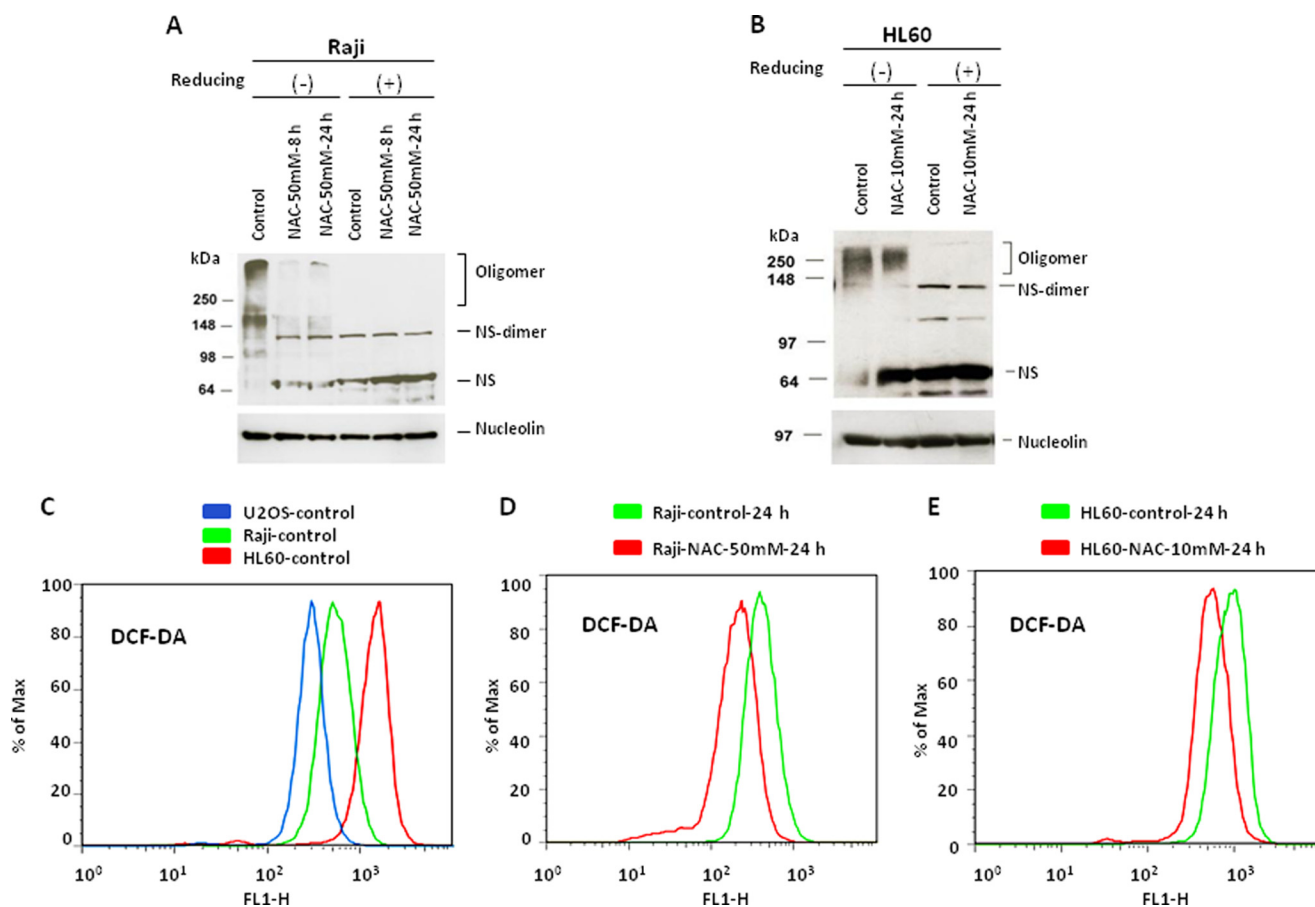 A
Raji
Reducing (-) (+)
Control
NAC-50mM-8 h
NAC-50mM-24 h
Control
NAC-50mM-8 h
NAC-50mM-24 h
kDa
250
148
98
64
Oligomer
NS-dimer
NS
Nucleolin
B
HL60
Reducing (-) (+)
Control
NAC-10mM-24 h
Control
NAC-10mM-24 h
kDa
250
148
97
64
97
Oligomer
NS-dimer
NS
Nucleolin
C
U2OS-control
Raji-control
HL60-control
DCF-DA
% of Max
100
80
60
40
20
0
10⁰ 10¹ 10² 10³
FL1-H
D
Raji-control-24 h
Raji-NAC-50mM-24 h
DCF-DA
% of Max
100
80
60
40
20
0
10⁰ 10¹ 10² 10³
FL1-H
E
HL60-control-24 h
HL60-NAC-10mM-24 h
DCF-DA
% of Max
100
80
60
40
20
0
10⁰ 10¹ 10² 10³
FL1-H